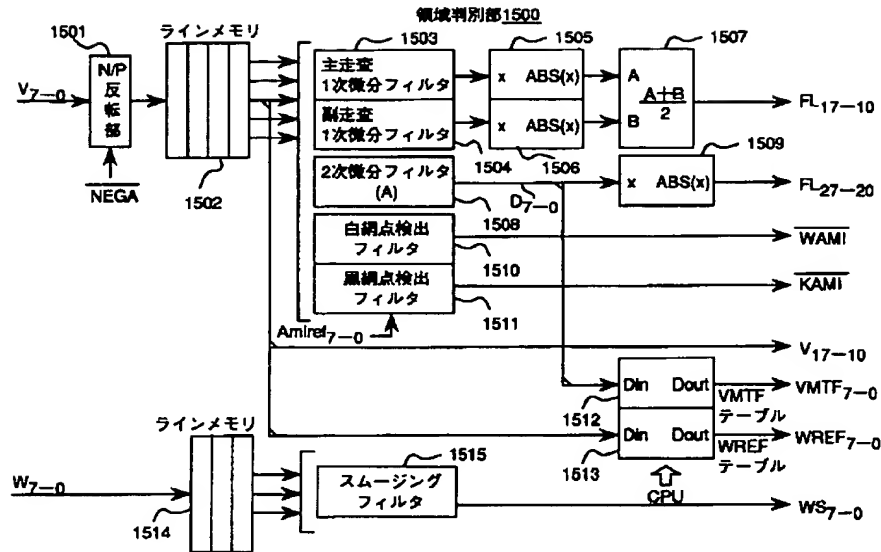 領域判別部1500
1501
N/P
反
転
部
V7—0
NEGA
ラインメモリ
1502
1503
主走査
1次微分フィルタ
副走査
1次微分フィルタ
1504
1505
x ABS(x)
x ABS(x)
1506
1507
A
A+B
2
B
FL17—10
2次微分フィルタ
(A)
1508
D7—0
1509
x ABS(x)
FL27—20
白網点検出
フィルタ
1510
WAMI
黒網点検出
フィルタ
1511
KAMI
Amiref7—0
V17—10
Din Dout
1512
VMTF
テーブル
VMTF7—0
Din Dout
1513
WREF
テーブル
WREF7—0
CPU
ラインメモリ
W7—0
1514
1515
スムージング
フィルタ
WS7—0